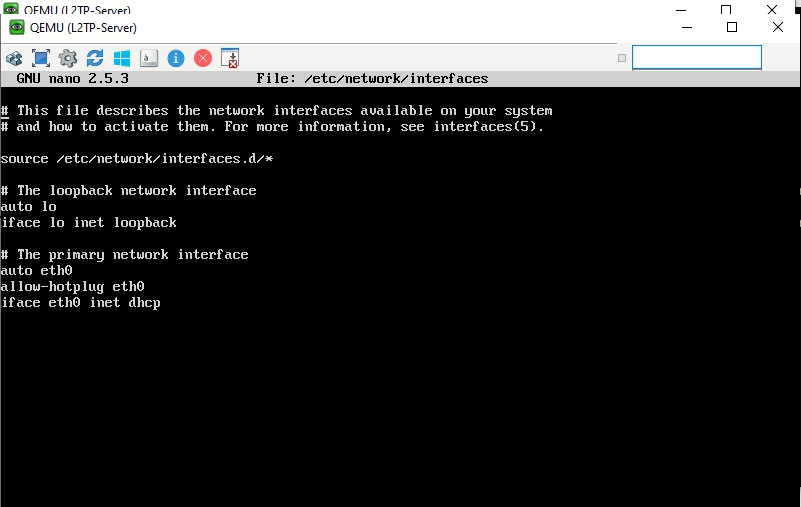 QEMU (L2TP-Server)
QEMU (L2TP-Server)
GNU nano 2.5.3 File: /etc/network/interfaces
# This file describes the network interfaces available on your system
# and how to activate them. For more information, see interfaces(5).
source /etc/network/interfaces.d/*
# The loopback network interface
auto lo
iface lo inet loopback
# The primary network interface
auto eth0
allow-hotplug eth0
iface eth0 inet dhcp